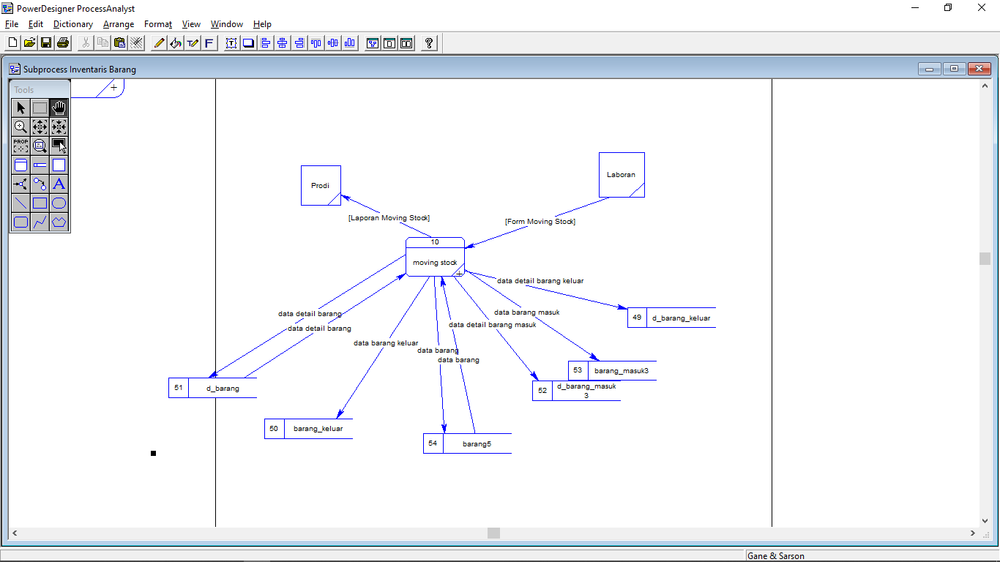 PowerDesigner ProcessAnalyst
File Edit Dictionary Arrange Format View Window Help
Subprocess Inventaris Barang
Tools
PROP
A
Prodi
Laboran
[Laporan Moving Stock]
[Form Moving Stock]
10
moving stock
data detail barang keluar
data barang masuk
data detail barang
data detail barang masuk
data detail barang
data barang keluar
data barang
data barang
49 d_barang_keluar
53 barang_masuk3
51 d_barang
52 d_barang_masuk
3
50 barang_keluar
54 barang5
Gane & Sarson